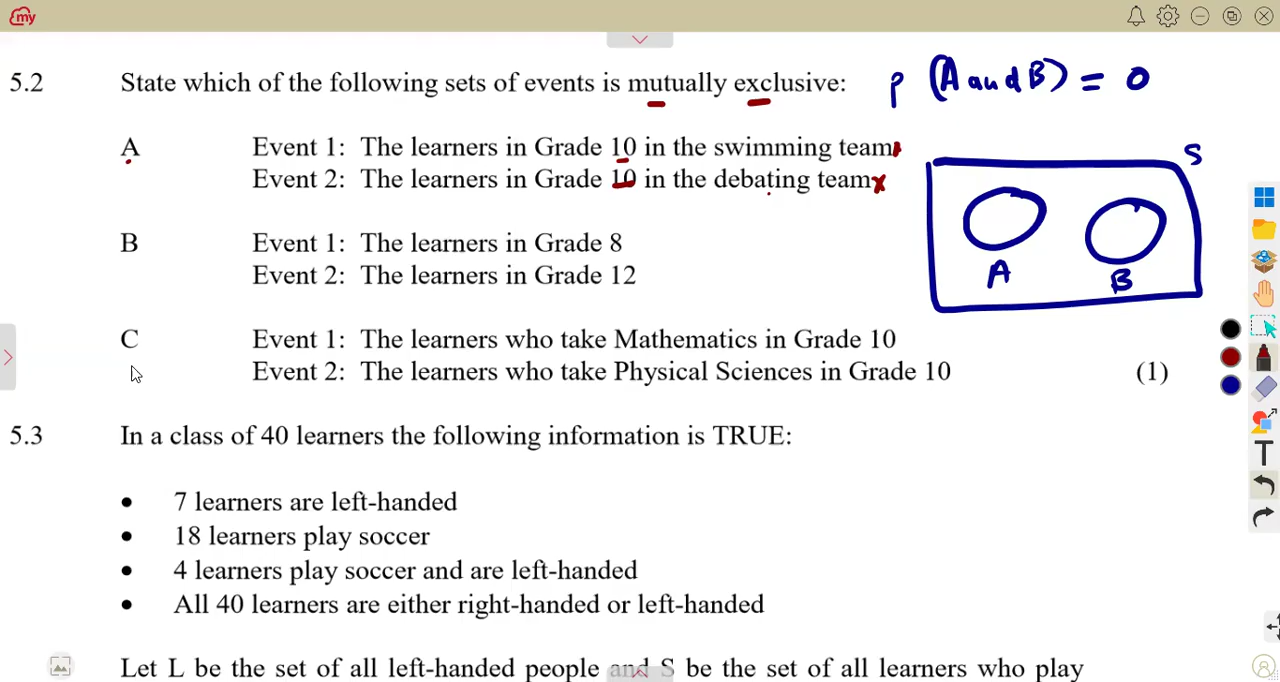 my
5.2 State which of the following sets of events is mutually exclusive: P (A and B) = 0
A Event 1: The learners in Grade 10 in the swimming team
Event 2: The learners in Grade 10 in the debating team
S
A B
B Event 1: The learners in Grade 8
Event 2: The learners in Grade 12
C Event 1: The learners who take Mathematics in Grade 10
Event 2: The learners who take Physical Sciences in Grade 10 (1)
5.3 In a class of 40 learners the following information is TRUE:
• 7 learners are left-handed
• 18 learners play soccer
• 4 learners play soccer and are left-handed
• All 40 learners are either right-handed or left-handed
Let L be the set of all left-handed people and S be the set of all learners who play
T